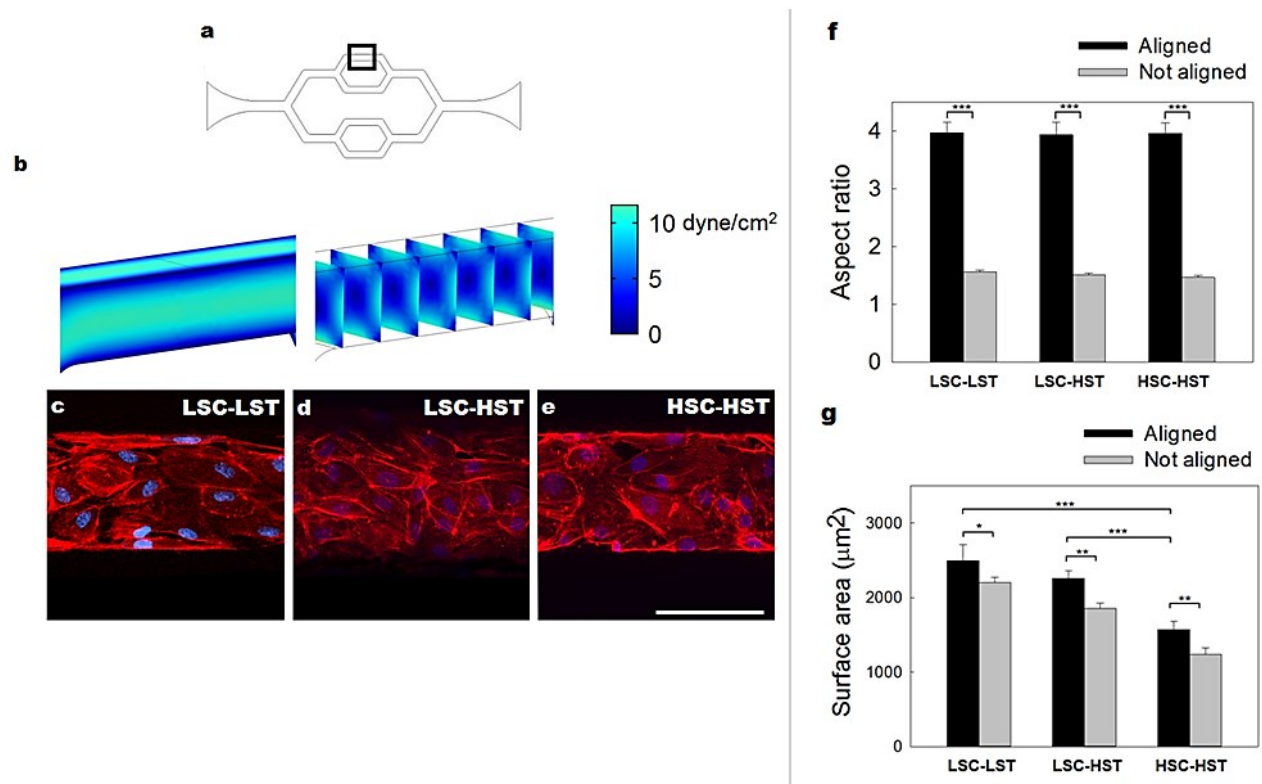 a
b
10 dyne/cm²
5
0
c LSC-LST
d LSC-HST
e HSC-HST
f
Aligned
Not aligned
Aspect ratio
4
3
2
1
0
***
***
***
LSC-LST
LSC-HST
HSC-HST
g
Aligned
Not aligned
Surface area (µm²)
3000
2000
1000
0
***
***
*
**
**
LSC-LST
LSC-HST
HSC-HST